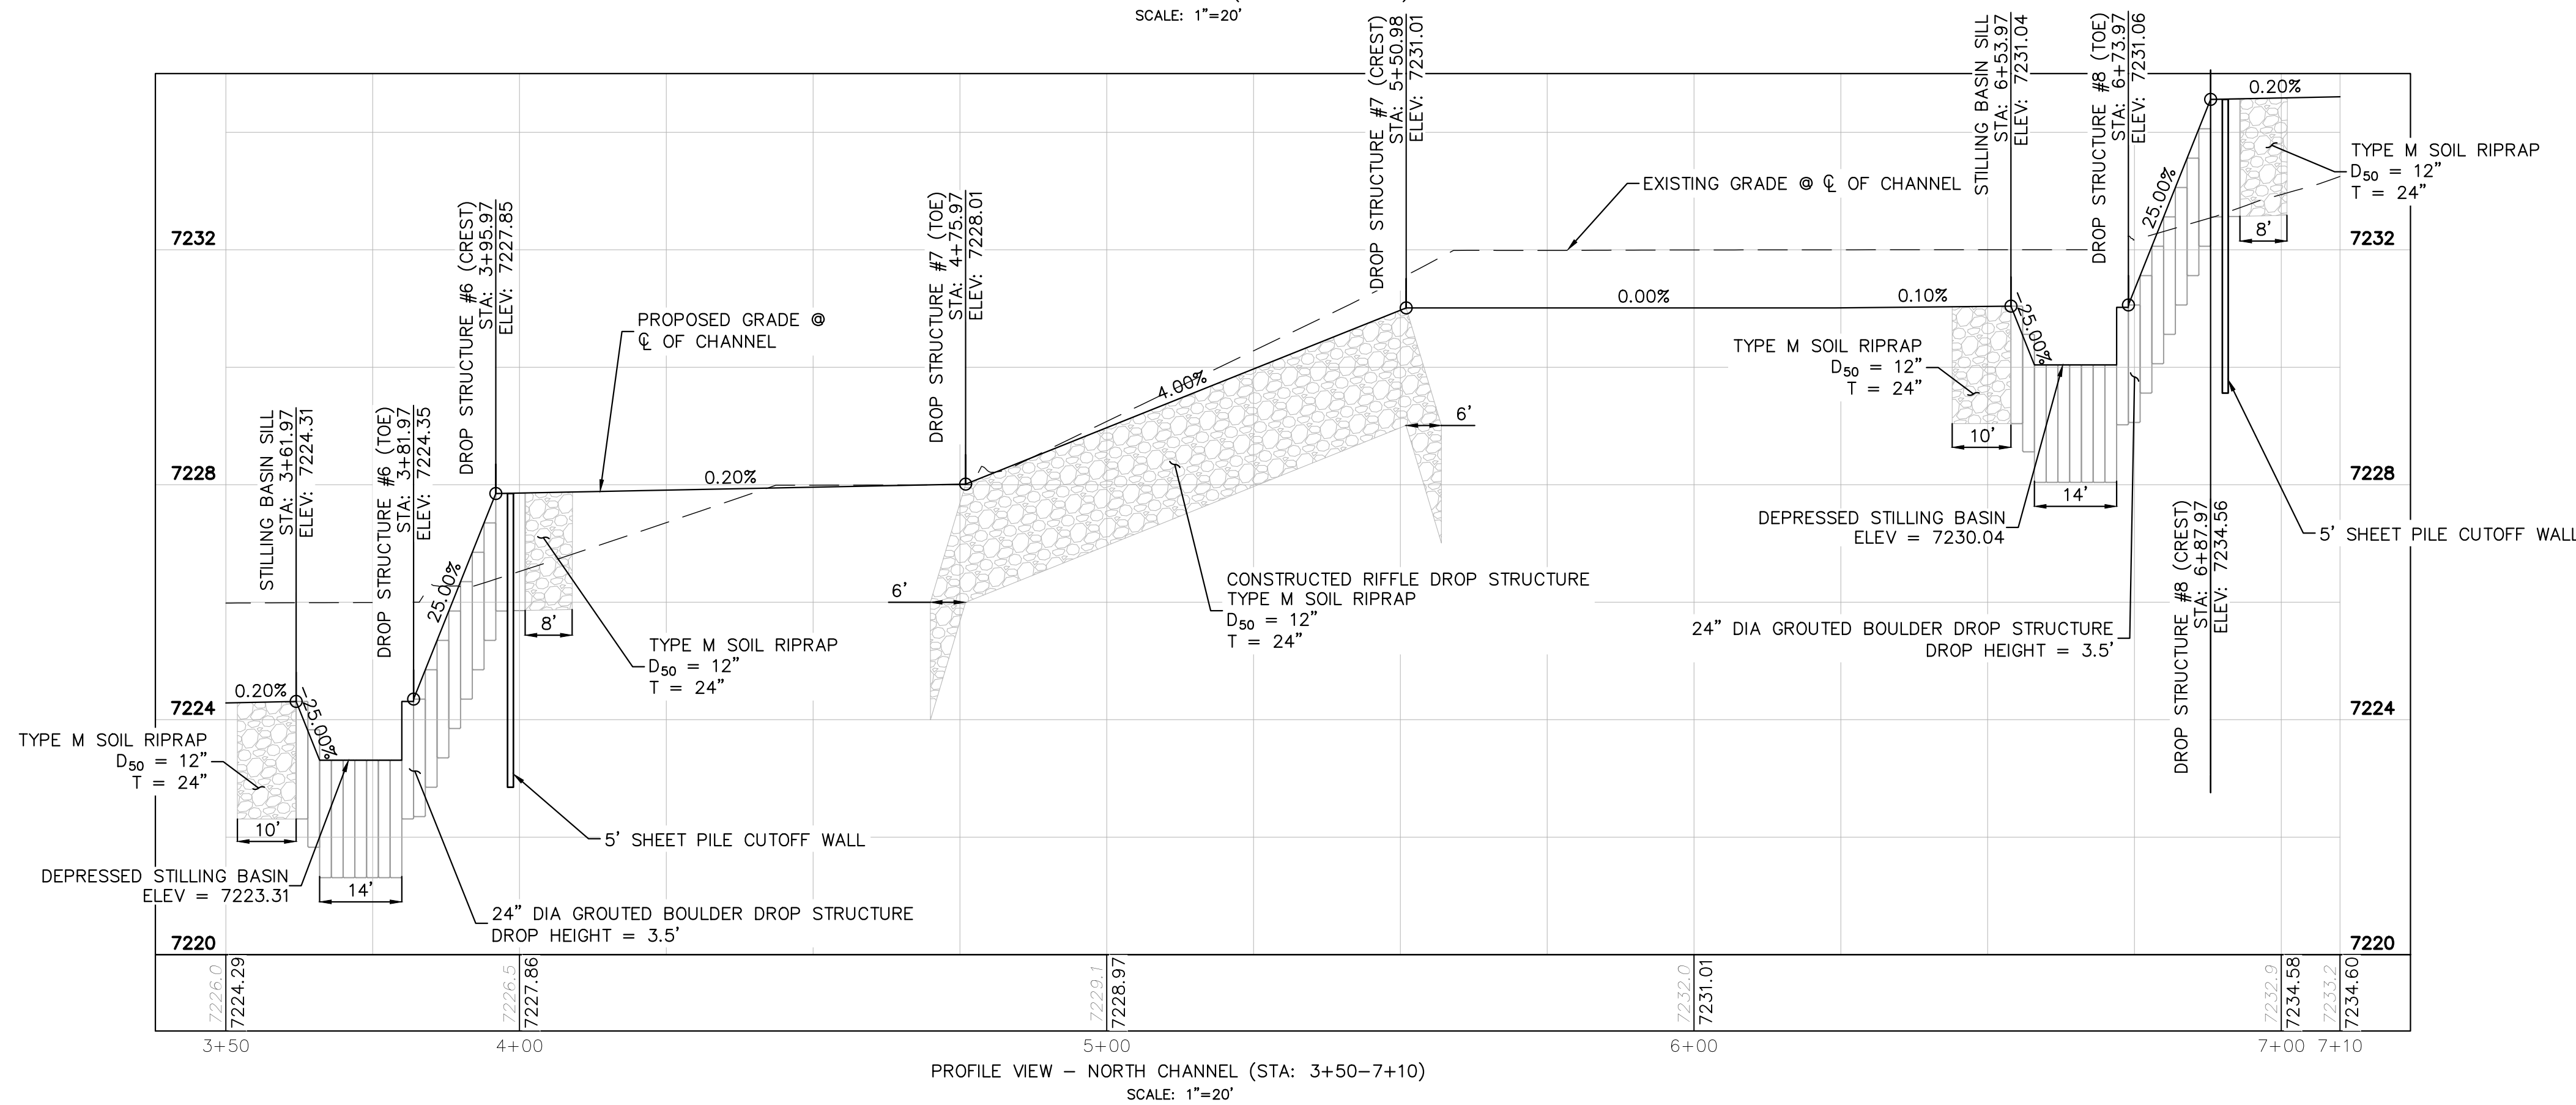 SCALE: 1"=20'
STILLING BASIN SILL
STA: 3+61.97
ELEV: 7224.31
DROP STRUCTURE #6 (TOE)
STA: 3+81.97
ELEV: 7224.35
DROP STRUCTURE #6 (CREST)
STA: 3+95.97
ELEV: 7227.85
DROP STRUCTURE #7 (TOE)
STA: 4+75.97
ELEV: 7228.01
DROP STRUCTURE #7 (CREST)
STA: 5+50.98
ELEV: 7231.01
STILLING BASIN SILL
STA: 6+53.97
ELEV: 7231.04
DROP STRUCTURE #8 (TOE)
STA: 6+73.97
ELEV: 7231.06
DROP STRUCTURE #8 (CREST)
STA: 6+87.97
ELEV: 7234.56
0.20%
TYPE M SOIL RIPRAP
D50 = 12"
T = 24"
8'
25.00%
EXISTING GRADE @ ℄ OF CHANNEL
7232
7232
0.00%
0.10%
-25.00%
PROPOSED GRADE @
℄ OF CHANNEL
TYPE M SOIL RIPRAP
D50 = 12"
T = 24"
10'
14'
4.00%
6'
7228
7228
0.20%
DEPRESSED STILLING BASIN
ELEV = 7230.04
5' SHEET PILE CUTOFF WALL
25.00%
6'
8'
CONSTRUCTED RIFFLE DROP STRUCTURE
TYPE M SOIL RIPRAP
D50 = 12"
T = 24"
24" DIA GROUTED BOULDER DROP STRUCTURE
DROP HEIGHT = 3.5'
TYPE M SOIL RIPRAP
D50 = 12"
T = 24"
0.20%
-25.00%
7224
7224
TYPE M SOIL RIPRAP
D50 = 12"
T = 24"
10'
5' SHEET PILE CUTOFF WALL
DEPRESSED STILLING BASIN
ELEV = 7223.31
14'
24" DIA GROUTED BOULDER DROP STRUCTURE
DROP HEIGHT = 3.5'
7220
7220
7226.0
7224.29
7226.5
7227.86
7229.1
7228.97
7232.0
7231.01
7232.9
7234.58
7233.2
7234.60
3+50
4+00
5+00
6+00
7+00
7+10
PROFILE VIEW – NORTH CHANNEL (STA: 3+50-7+10)
SCALE: 1"=20'